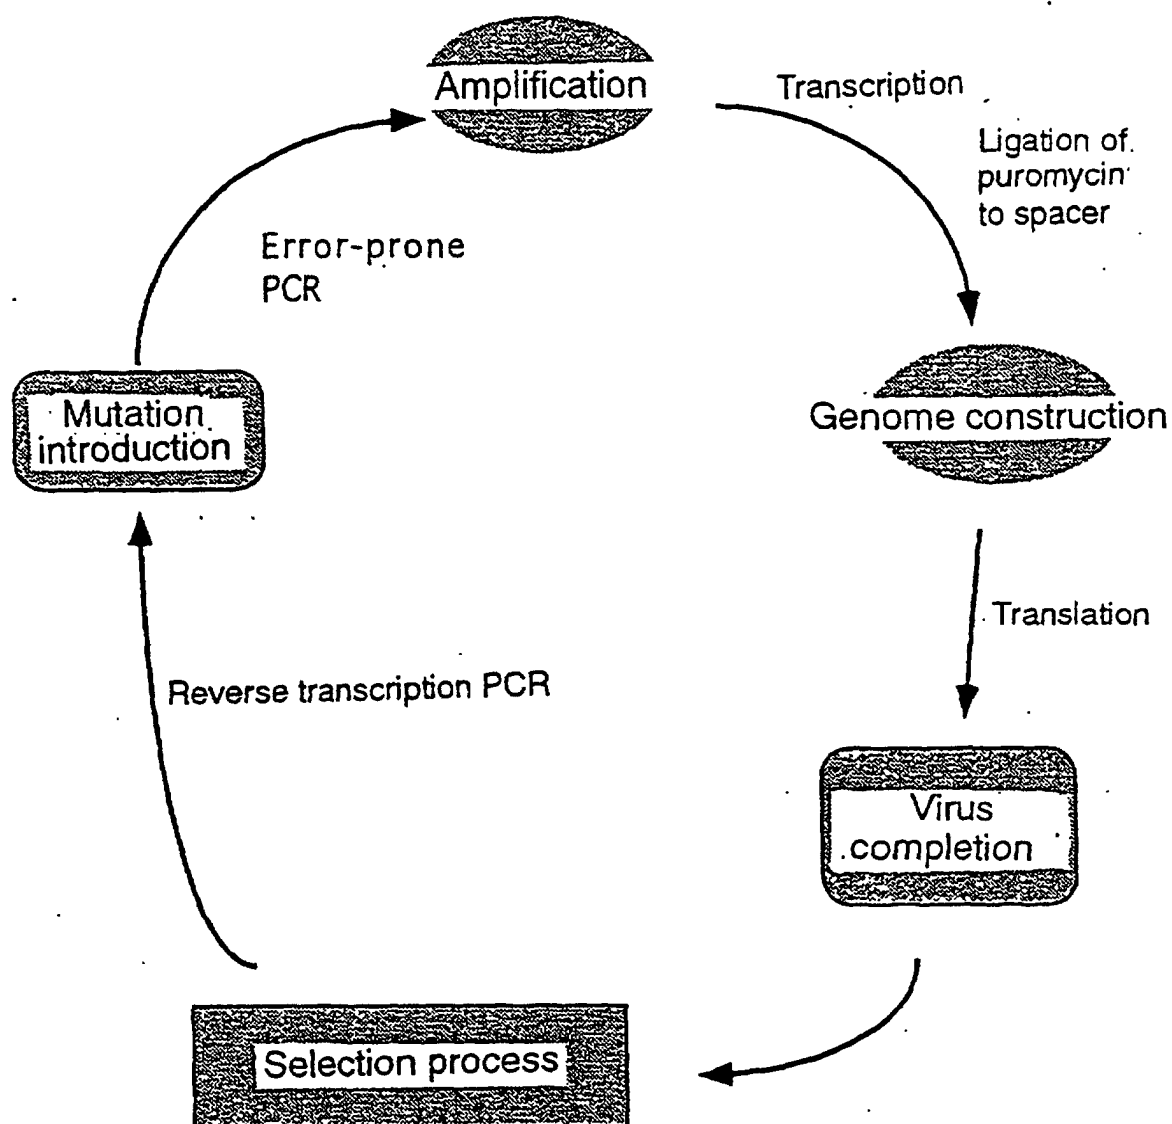 Amplification
Transcription
Ligation of
puromycin
to spacer
Error-prone
PCR
Mutation
introduction
Genome construction
Translation
Reverse transcription PCR
Virus
completion
Selection process